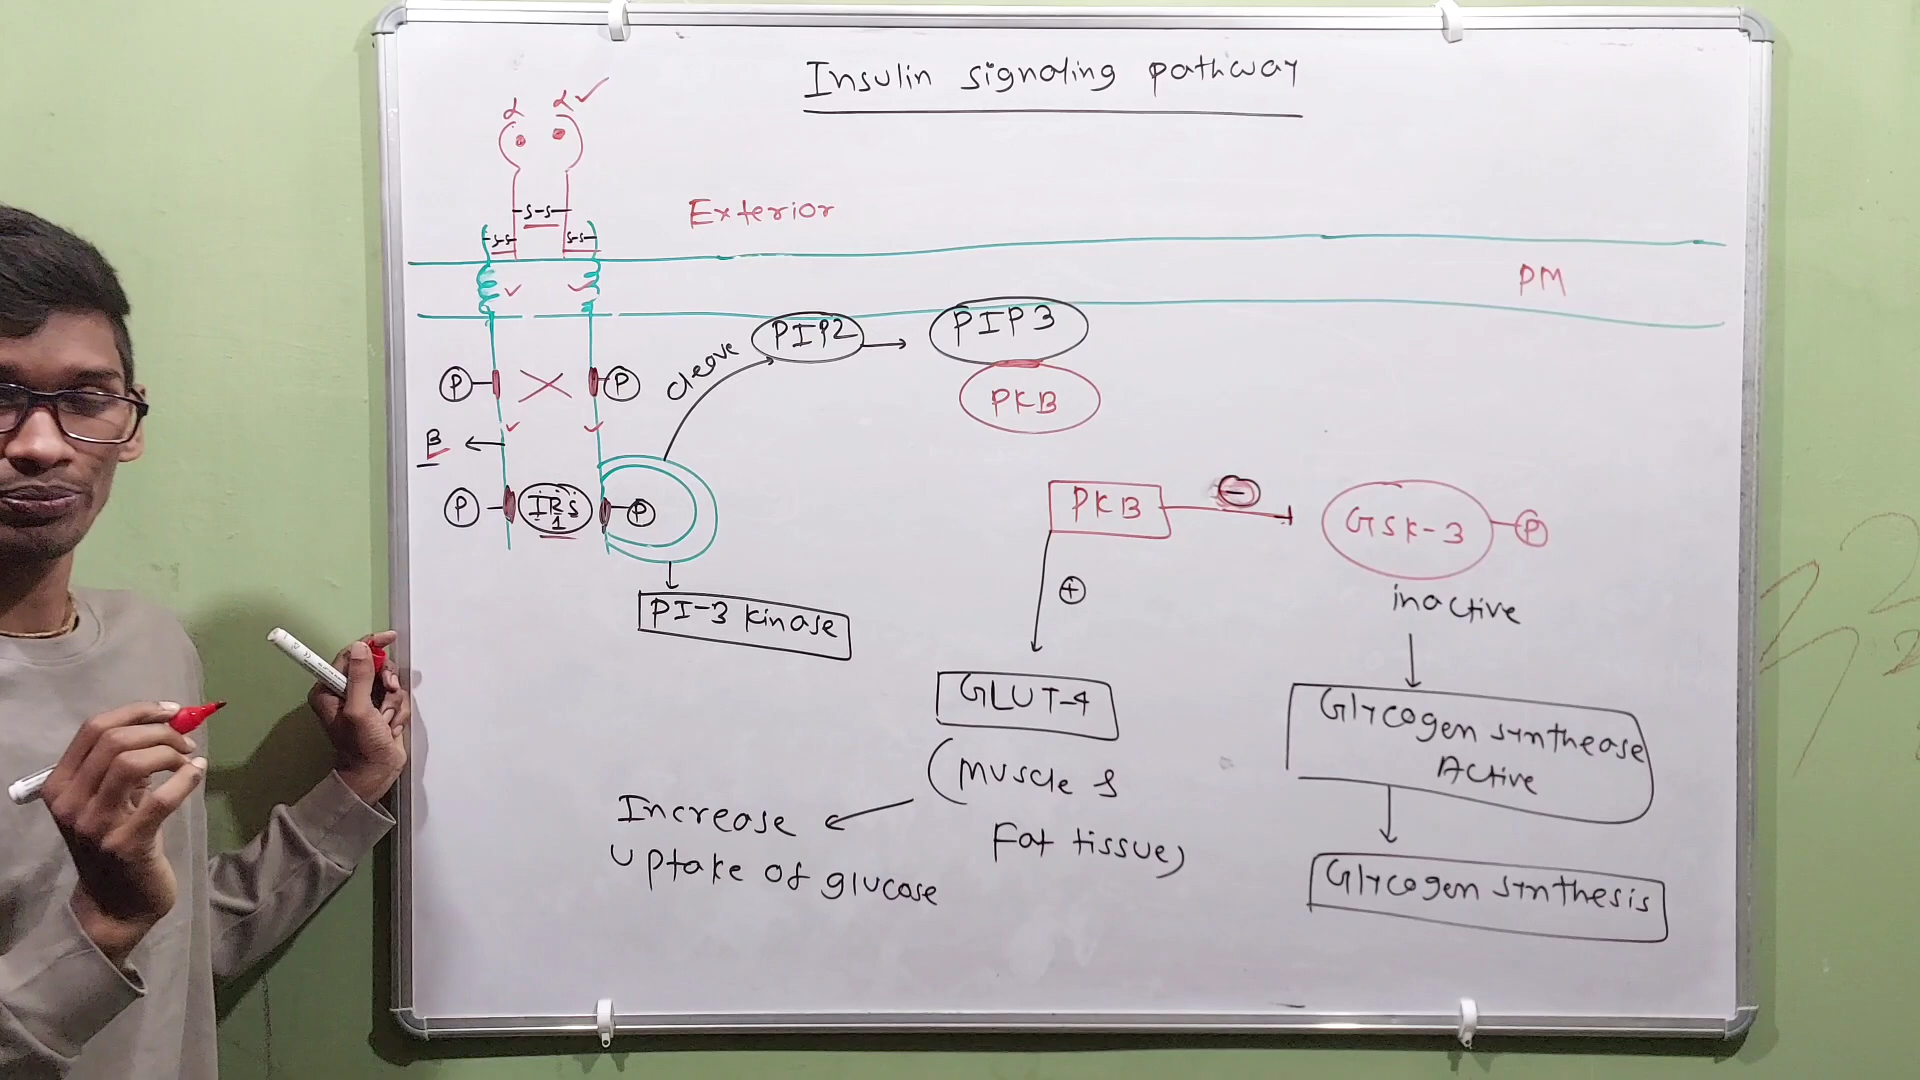 Insulin signaling pathway
α α
S-S
S-S S-S
Exterior
PM
PIP2
PIP3
cleave
P P
PKB
β
P IRS 1 P
PKB
-
GSK-3
P
+
inactive
PI-3 kinase
GLUT-4
Glycogen synthease
Active
(muscle &
Fat tissue)
Increase
uptake of glucose
Glycogen synthesis